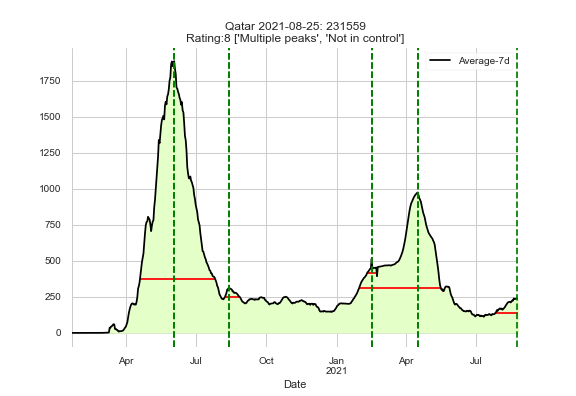 Qatar 2021-08-25: 231559
Rating:8 ['Multiple peaks', 'Not in control']
Average-7d
1750
1500
1250
1000
750
500
250
0
Apr Jul Oct Jan Apr Jul
2021
Date